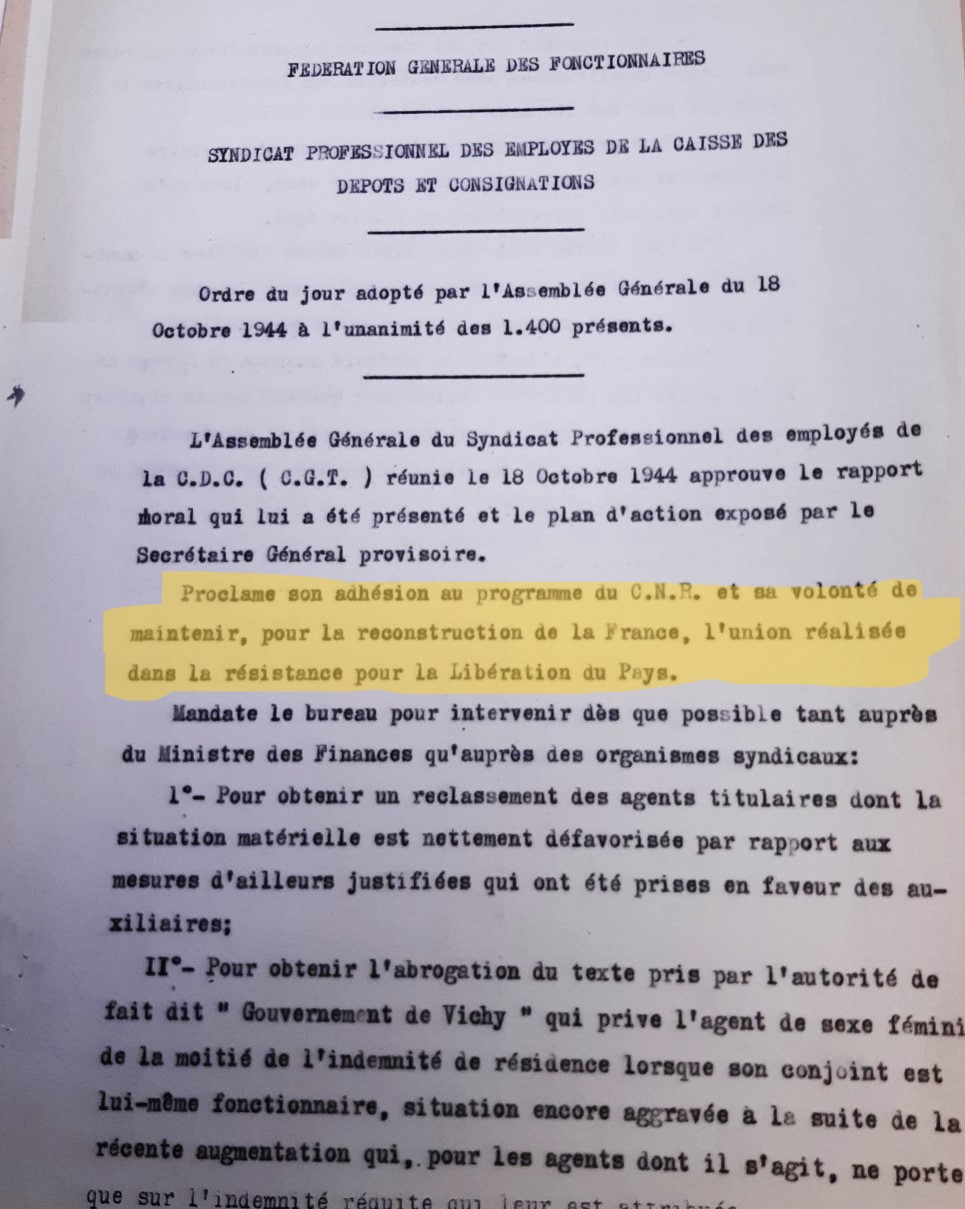 FEDERATION GENERALE DES FONCTIONNAIRES
SYNDICAT PROFESSIONNEL DES EMPLOYES DE LA CAISSE DES
DEPOTS ET CONSIGNATIONS
Ordre du jour adopté par l'Assemblée Générale du 18
Octobre 1944 à l'unanimité des 1.400 présents.
L'Assemblée Générale du Syndicat Professionnel des employés de
la C.D.C. ( C.G.T. ) réunie le 18 Octobre 1944 approuve le rapport
moral qui lui a été présenté et le plan d'action exposé par le
Secrétaire Général provisoire.
Proclame son adhésion au programme du C.N.R. et sa volonté de
maintenir, pour la reconstruction de la France, l'union réalisée
dans la résistance pour la Libération du Pays.
Mandate le bureau pour intervenir dès que possible tant auprès
du Ministre des Finances qu'auprès des organismes syndicaux:
1°- Pour obtenir un reclassement des agents titulaires dont la
situation matérielle est nettement défavorisée par rapport aux
mesures d'ailleurs justifiées qui ont été prises en faveur des au-
xiliaires;
II°- Pour obtenir l'abrogation du texte pris par l'autorité de
fait dit " Gouvernement de Vichy " qui prive l'agent de sexe fémini
de la moitié de l'indemnité de résidence lorsque son conjoint est
lui-même fonctionnaire, situation encore aggravée à la suite de la
récente augmentation qui, pour les agents dont il s'agit, ne porte
que sur l'indemnité réduite qui leur est